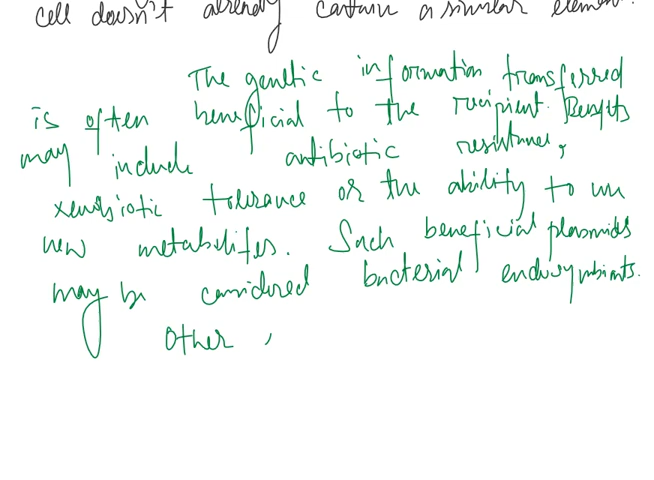 cell doesn't already contain a similar element.
The genetic information transferred
is often beneficial to the recipient. Benefits
may include antibiotic resistance,
xenobiotic tolerance or the ability to use
new metabolites. Such beneficial plasmids
may be considered bacterial endosymbionts.
Other ,